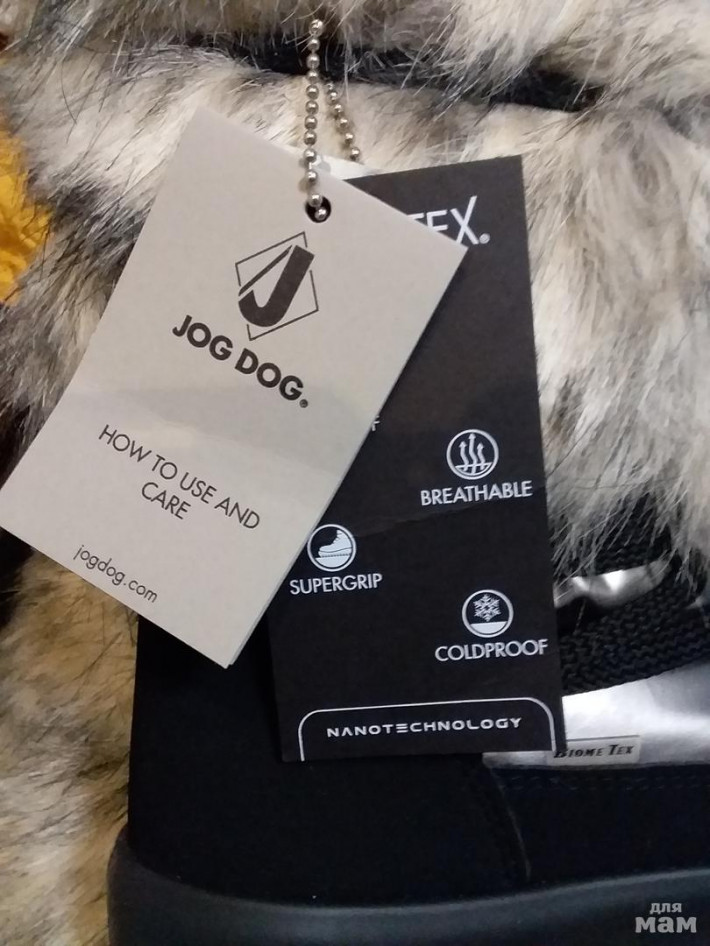 JOG DOG®
HOW TO USE AND
CARE
jogdog.com
TEX®
BREATHABLE
SUPERGRIP
COLDPROOF
NANOTECHNOLOGY
BIOME TEX
для
мам